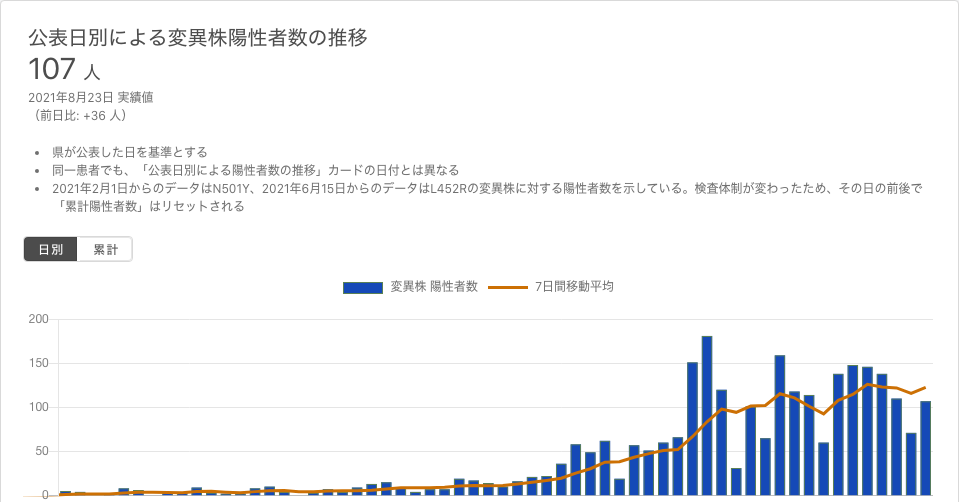 公表日別による変異株陽性者数の推移
107 人
2021年8月23日 実績値
（前日比: +36 人）
• 県が公表した日を基準とする
• 同一患者でも、「公表日別による陽性者数の推移」カードの日付とは異なる
• 2021年2月1日からのデータはN501Y、2021年6月15日からのデータはL452Rの変異株に対する陽性者数を示している。検査体制が変わったため、その日の前後で
「累計陽性者数」はリセットされる
日別 累計
変異株 陽性者数 7日間移動平均
200
150
100
50
0